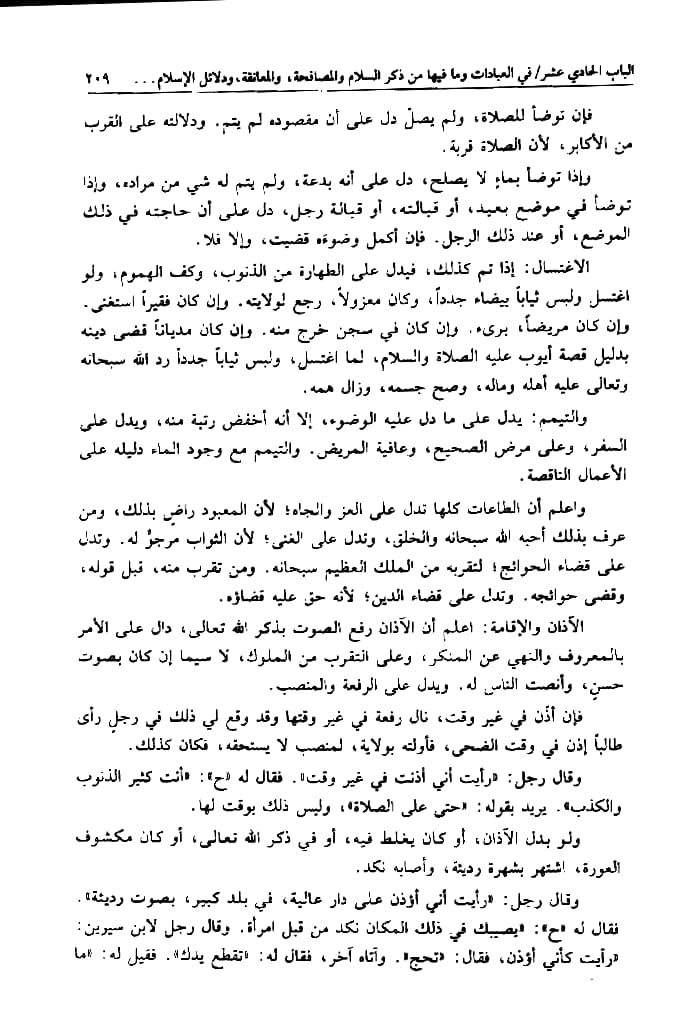 الباب الحادي عشر/ في العبادات وما فيها من ذكر السلام والمصافحة، والمعانقة، ودلائل الإسلام... ٢٠٩
فإن توضأ للصلاة، ولم يصلّ دل على أن مقصوده لم يتم. ودلالته على القرب
من الأكابر، لأن الصلاة قربة.
وإذا توضأ بماءٍ لا يصلح، دل على أنه بدعة، ولم يتم له شي من مراده، وإذا
توضأ في موضع بعيد، أو قبالته، أو قبالة رجل، دل على أن حاجته في ذلك
الموضع، أو عند ذلك الرجل. فإن أكمل وضوءَه قضيت، وإلا فلا.
الاغتسال: إذا تم كذلك، فيدل على الطهارة من الذنوب، وكف الهموم، ولو
اغتسل ولبس ثياباً بيضاء جدداً، وكان معزولاً، رجع لولايته. وإن كان فقيراً استغنى.
وإن كان مريضاً، برىء. وإن كان في سجن خرج منه. وإن كان مدياناً قضى دينه
بدليل قصة أيوب عليه الصلاة والسلام، لما اغتسل، ولبس ثياباً جدداً رد الله سبحانه
وتعالى عليه أهله وماله، وصح جسمه، وزال همه.
والتيمم: يدل على ما دل عليه الوضوء، إلا أنه أخفض رتبة منه، ويدل على
السفر، وعلى مرض الصحيح، وعافية المريض. والتيمم مع وجود الماء دليله على
الأعمال الناقصة.
واعلم أن الطاعات كلها تدل على العز والجاه؛ لأن المعبود راضٍ بذلك، ومن
عرف بذلك أحبه الله سبحانه والخلق، وتدل على الغنى؛ لأن الثواب مرجوْ له. وتدل
على قضاء الحوائج؛ لتقربه من الملك العظيم سبحانه. ومن تقرب منه، قبل قوله،
وقضى حوائجه. وتدل على قضاء الدين؛ لأنه حق عليه قضاؤه.
الآذان والإقامة: اعلم أن الآذان رفع الصوت بذكر الله تعالى، دال على الأمر
بالمعروف والنهي عن المنكر، وعلى التقرب من الملوك، لا سيما إن كان بصوت
حسنٍ، وأنصت الناس له. ويدل على الرفعة والمنصب.
فإن أذّن في غير وقت، نال رفعة في غير وقتها وقد وقع لي ذلك في رجلٍ رأى
طالباً إذن في وقت الضحى، فأولته بولاية، لمنصب لا يستحقه، فكان كذلك.
وقال رجل: «رأيت أني أذنت في غير وقت». فقال له «ح»: «أنت كثير الذنوب
والكذب». يريد بقوله: «حتى على الصلاة»، وليس ذلك بوقت لها.
ولو بدل الآذان، أو كان يغلط فيه، أو في ذكر الله تعالى، أو كان مكشوف
العورة، اشتهر بشهرة رديئة، وأصابه نكد.
وقال رجل: «رأيت أني أؤذن على دار عالية، في بلد كبير، بصوت رديئة».
فقال له «ح»: «يصيبك في ذلك المكان نكد من قبل امرأة. وقال رجل لابن سيرين:
«رأيت كأني أؤذن، فقال: «تحج». وأتاه آخر، فقال له: «تقطع يدك». فقيل له: «ما